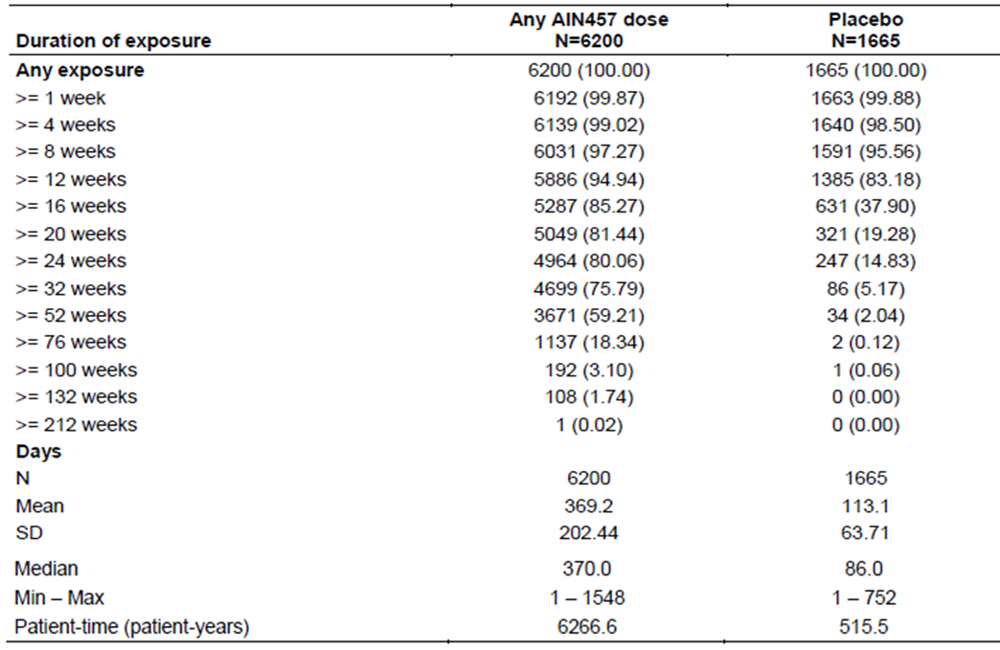 Any AIN457 dose Placebo
Duration of exposure N=6200 N=1665
Any exposure 6200 (100.00) 1665 (100.00)
>= 1 week 6192 (99.87) 1663 (99.88)
>= 4 weeks 6139 (99.02) 1640 (98.50)
>= 8 weeks 6031 (97.27) 1591 (95.56)
>= 12 weeks 5886 (94.94) 1385 (83.18)
>= 16 weeks 5287 (85.27) 631 (37.90)
>= 20 weeks 5049 (81.44) 321 (19.28)
>= 24 weeks 4964 (80.06) 247 (14.83)
>= 32 weeks 4699 (75.79) 86 (5.17)
>= 52 weeks 3671 (59.21) 34 (2.04)
>= 76 weeks 1137 (18.34) 2 (0.12)
>= 100 weeks 192 (3.10) 1 (0.06)
>= 132 weeks 108 (1.74) 0 (0.00)
>= 212 weeks 1 (0.02) 0 (0.00)
Days
N 6200 1665
Mean 369.2 113.1
SD 202.44 63.71
Median 370.0 86.0
Min – Max 1 – 1548 1 – 752
Patient-time (patient-years) 6266.6 515.5